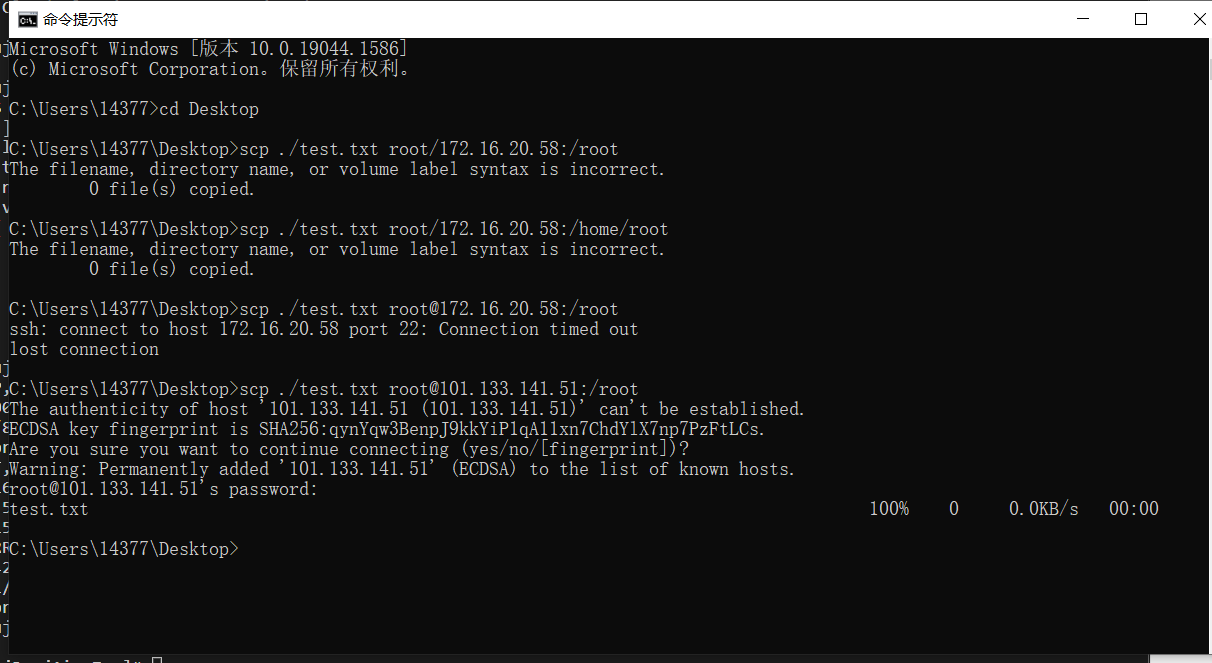 命令提示符
Microsoft Windows [版本 10.0.19044.1586]
(c) Microsoft Corporation。保留所有权利。
C:\Users\14377>cd Desktop
C:\Users\14377\Desktop>scp ./test.txt root/172.16.20.58:/root
The filename, directory name, or volume label syntax is incorrect.
0 file(s) copied.
C:\Users\14377\Desktop>scp ./test.txt root/172.16.20.58:/home/root
The filename, directory name, or volume label syntax is incorrect.
0 file(s) copied.
C:\Users\14377\Desktop>scp ./test.txt root@172.16.20.58:/root
ssh: connect to host 172.16.20.58 port 22: Connection timed out
lost connection
C:\Users\14377\Desktop>scp ./test.txt root@101.133.141.51:/root
The authenticity of host '101.133.141.51 (101.133.141.51)' can't be established.
ECDSA key fingerprint is SHA256:qynYqw3BenpJ9kkYiP1qAl1xn7ChdYlX7np7PzFtLCs.
Are you sure you want to continue connecting (yes/no/[fingerprint])?
Warning: Permanently added '101.133.141.51' (ECDSA) to the list of known hosts.
root@101.133.141.51's password:
test.txt 100% 0 0.0KB/s 00:00
C:\Users\14377\Desktop>